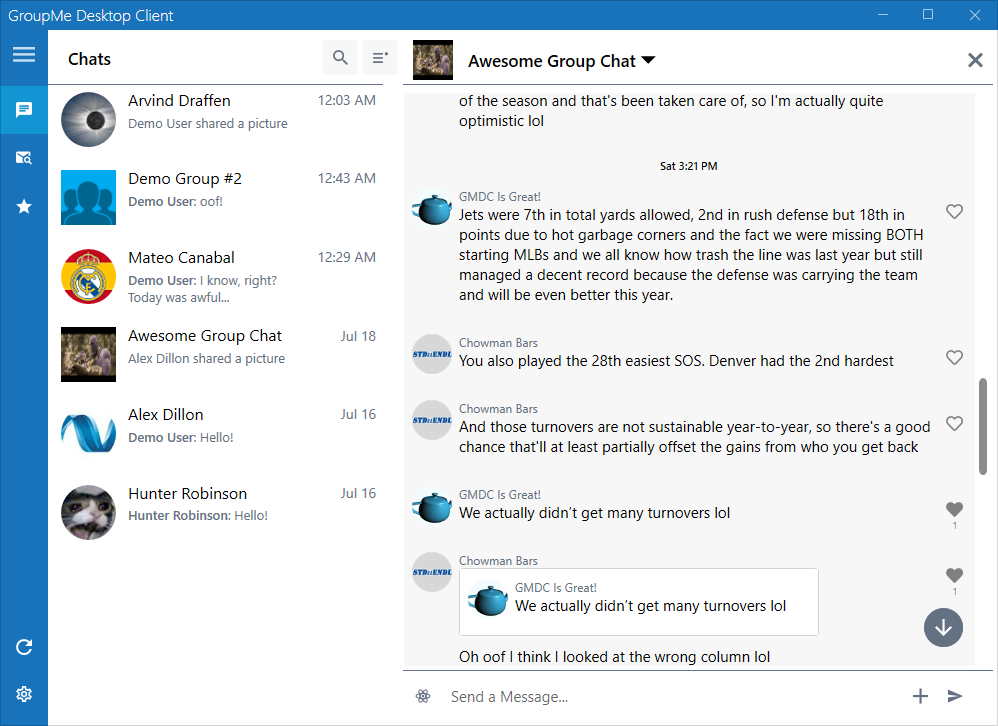 GroupMe Desktop Client
Chats
Arvind Draffen 12:03 AM
Demo User shared a picture
Demo Group #2 12:43 AM
Demo User: oof!
Mateo Canabal 12:29 AM
Demo User: I know, right?
Today was awful...
Awesome Group Chat Jul 18
Alex Dillon shared a picture
Alex Dillon Jul 16
Demo User: Hello!
Hunter Robinson Jul 16
Hunter Robinson: Hello!
Awesome Group Chat
of the season and that's been taken care of, so I'm actually quite
optimistic lol
Sat 3:21 PM
GMDC Is Great!
Jets were 7th in total yards allowed, 2nd in rush defense but 18th in
points due to hot garbage corners and the fact we were missing BOTH
starting MLBs and we all know how trash the line was last year but still
managed a decent record because the defense was carrying the team
and will be even better this year.
STD::ENDL
Chowman Bars
You also played the 28th easiest SOS. Denver had the 2nd hardest
STD::ENDL
Chowman Bars
And those turnovers are not sustainable year-to-year, so there's a good
chance that'll at least partially offset the gains from who you get back
GMDC Is Great!
We actually didn't get many turnovers lol
1
STD::ENDL
Chowman Bars
1
GMDC Is Great!
We actually didn't get many turnovers lol
Oh oof I think I looked at the wrong column lol
Send a Message...